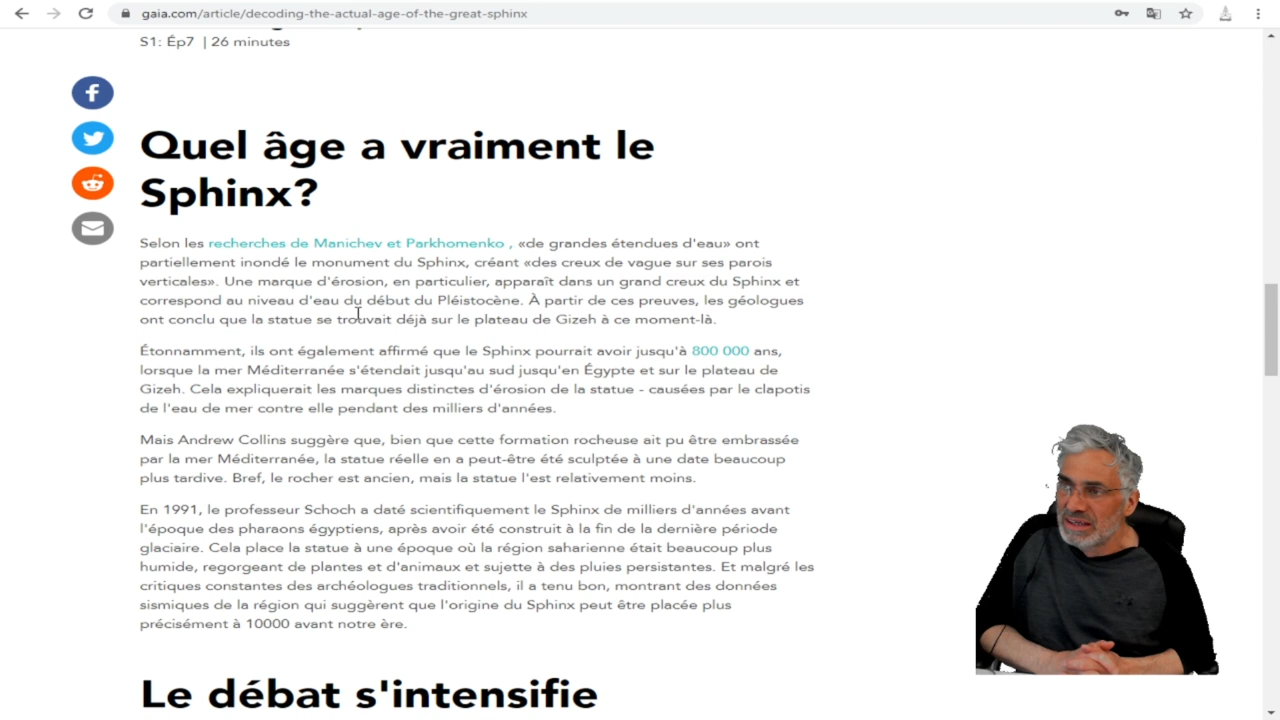 gaia.com/article/decoding-the-actual-age-of-the-great-sphinx
S1: Ép7 | 26 minutes
Quel âge a vraiment le
Sphinx?
Selon les recherches de Manichev et Parkhomenko , «de grandes étendues d'eau» ont
partiellement inondé le monument du Sphinx, créant «des creux de vague sur ses parois
verticales». Une marque d'érosion, en particulier, apparaît dans un grand creux du Sphinx et
correspond au niveau d'eau du début du Pléistocène. À partir de ces preuves, les géologues
ont conclu que la statue se trouvait déjà sur le plateau de Gizeh à ce moment-là.
Étonnamment, ils ont également affirmé que le Sphinx pourrait avoir jusqu'à 800 000 ans,
lorsque la mer Méditerranée s'étendait jusqu'au sud jusqu'en Égypte et sur le plateau de
Gizeh. Cela expliquerait les marques distinctes d'érosion de la statue - causées par le clapotis
de l'eau de mer contre elle pendant des milliers d'années.
Mais Andrew Collins suggère que, bien que cette formation rocheuse ait pu être embrassée
par la mer Méditerranée, la statue réelle en a peut-être été sculptée à une date beaucoup
plus tardive. Bref, le rocher est ancien, mais la statue l'est relativement moins.
En 1991, le professeur Schoch a daté scientifiquement le Sphinx de milliers d'années avant
l'époque des pharaons égyptiens, après avoir été construit à la fin de la dernière période
glaciaire. Cela place la statue à une époque où la région saharienne était beaucoup plus
humide, regorgeant de plantes et d'animaux et sujette à des pluies persistantes. Et malgré les
critiques constantes des archéologues traditionnels, il a tenu bon, montrant des données
sismiques de la région qui suggèrent que l'origine du Sphinx peut être placée plus
précisément à 10000 avant notre ère.
Le débat s'intensifie